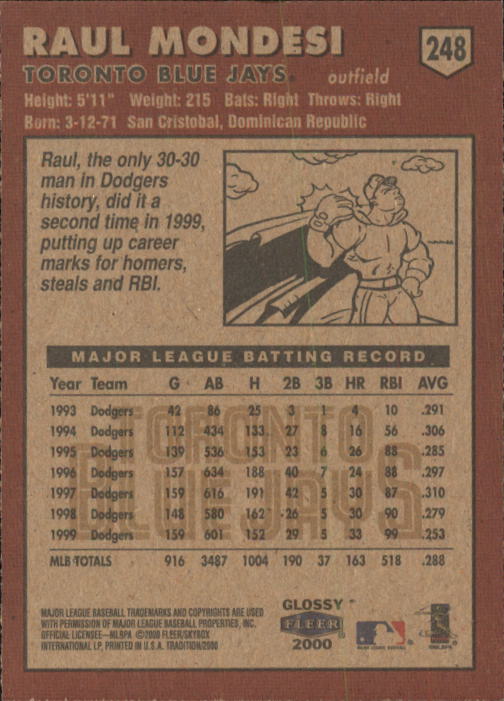 RAUL MONDESI
248
TORONTO BLUE JAYS® outfield
Height: 5'11" Weight: 215 Bats: Right Throws: Right
Born: 3-12-71 San Cristobal, Dominican Republic
Raul, the only 30-30
man in Dodgers
history, did it a
second time in 1999,
putting up career
marks for homers,
steals and RBI.
MAJOR LEAGUE BATTING RECORD
Year Team G AB H 2B 3B HR RBI AVG
1993 Dodgers 42 86 25 3 1 4 10 .291
1994 Dodgers 112 434 133 27 8 16 56 .306
1995 Dodgers 139 536 153 23 6 26 88 .285
1996 Dodgers 157 634 188 40 7 24 88 .297
1997 Dodgers 159 616 191 42 5 30 87 .310
1998 Dodgers 148 580 162 26 5 30 90 .279
1999 Dodgers 159 601 152 29 5 33 99 .253
MLB TOTALS 916 3487 1004 190 37 163 518 .288
TORONTO
BLUE JAYS
MAJOR LEAGUE BASEBALL TRADEMARKS AND COPYRIGHTS ARE USED
WITH PERMISSION OF MAJOR LEAGUE BASEBALL PROPERTIES, INC.
OFFICIAL LICENSEE—MLBPA ©2000 FLEER/SKYBOX
INTERNATIONAL LP, PRINTED IN U.S.A. TRADITION/2000
GLOSSY
FLEER
2000